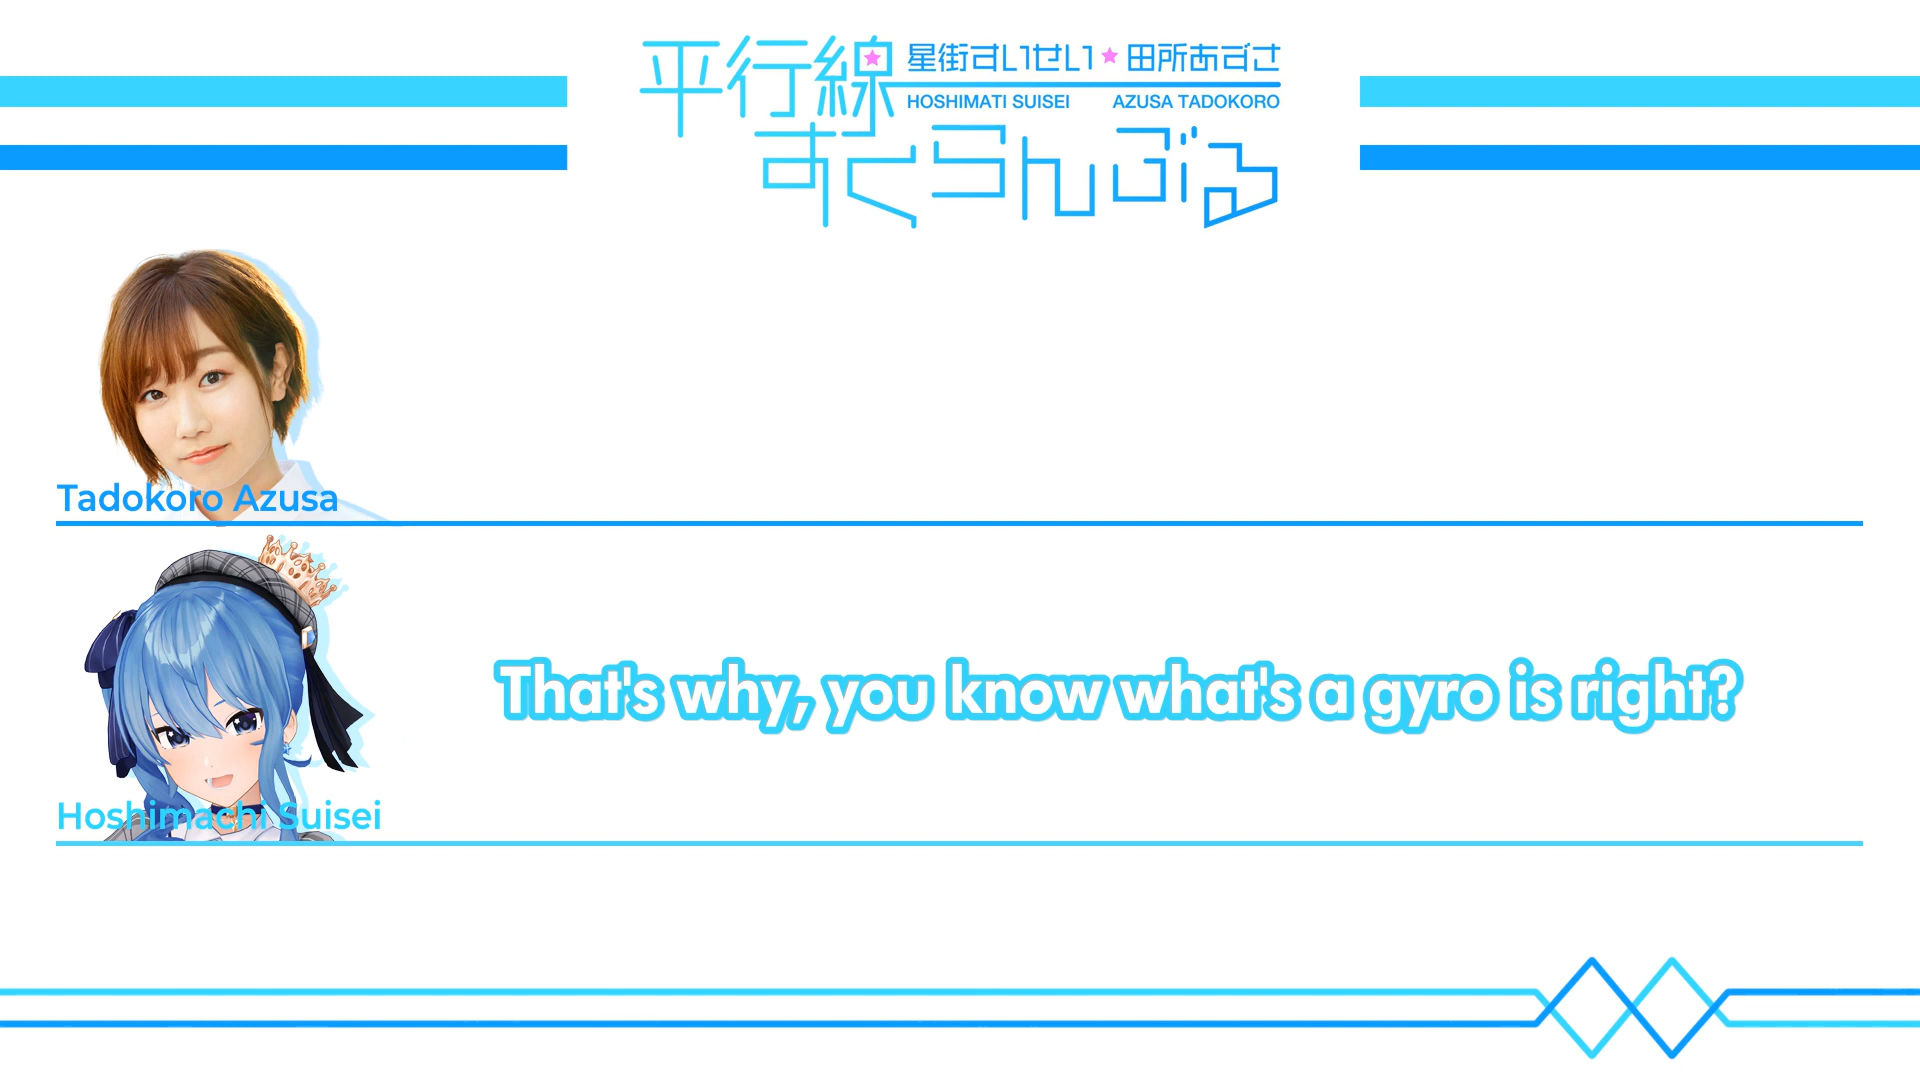 平行線
星街すいせい★田所あずさ
HOSHIMATI SUISEI AZUSA TADOKORO
すくらんぶる
Tadokoro Azusa
That's why, you know what's a gyro is right?
Hoshimachi Suisei